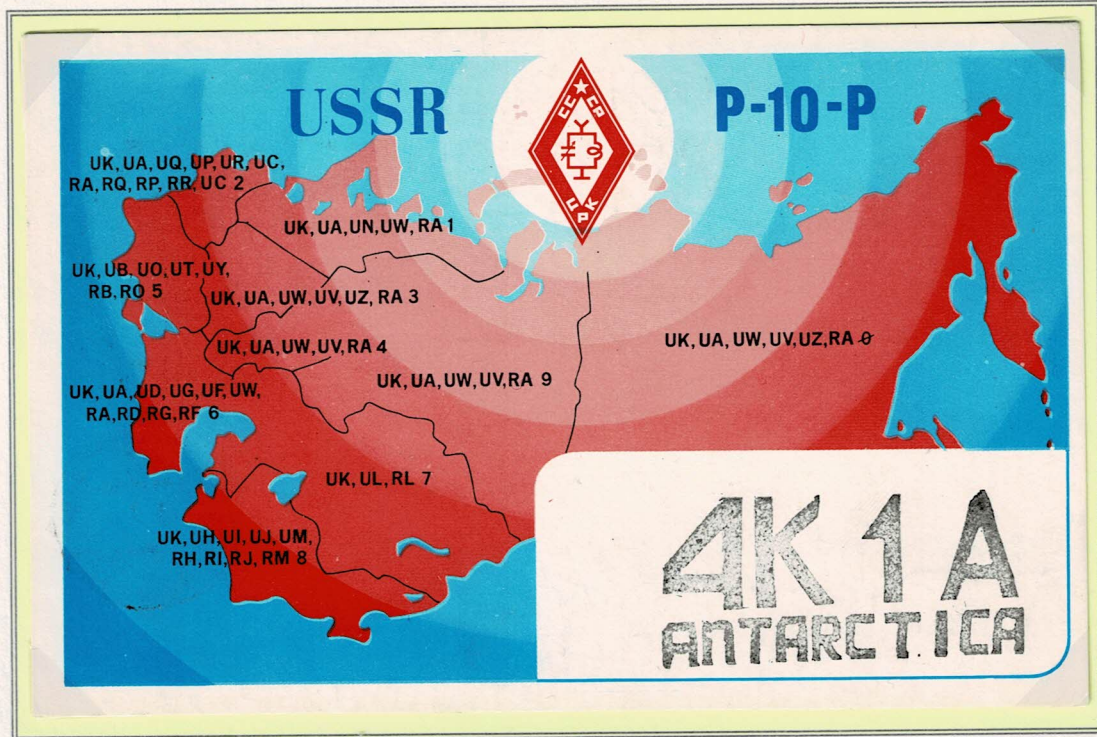 USSR
P-10-P
СС СР
ЦРК
UK, UA, UQ, UP, UR, UC,
RA, RQ, RP, RR, UC 2
UK, UA, UN, UW, RA 1
UK, UB, UO, UT, UY,
RB, RO 5
UK, UA, UW, UV, UZ, RA 3
UK, UA, UW, UV, RA 4
UK, UA, UW, UV, RA 9
UK, UA, UW, UV, UZ, RA 0
UK, UA, UD, UG, UF, UW,
RA, RD, RG, RF 6
UK, UL, RL 7
UK, UH, UI, UJ, UM,
RH, RI, RJ, RM 8
4K1A
ANTARCTICA